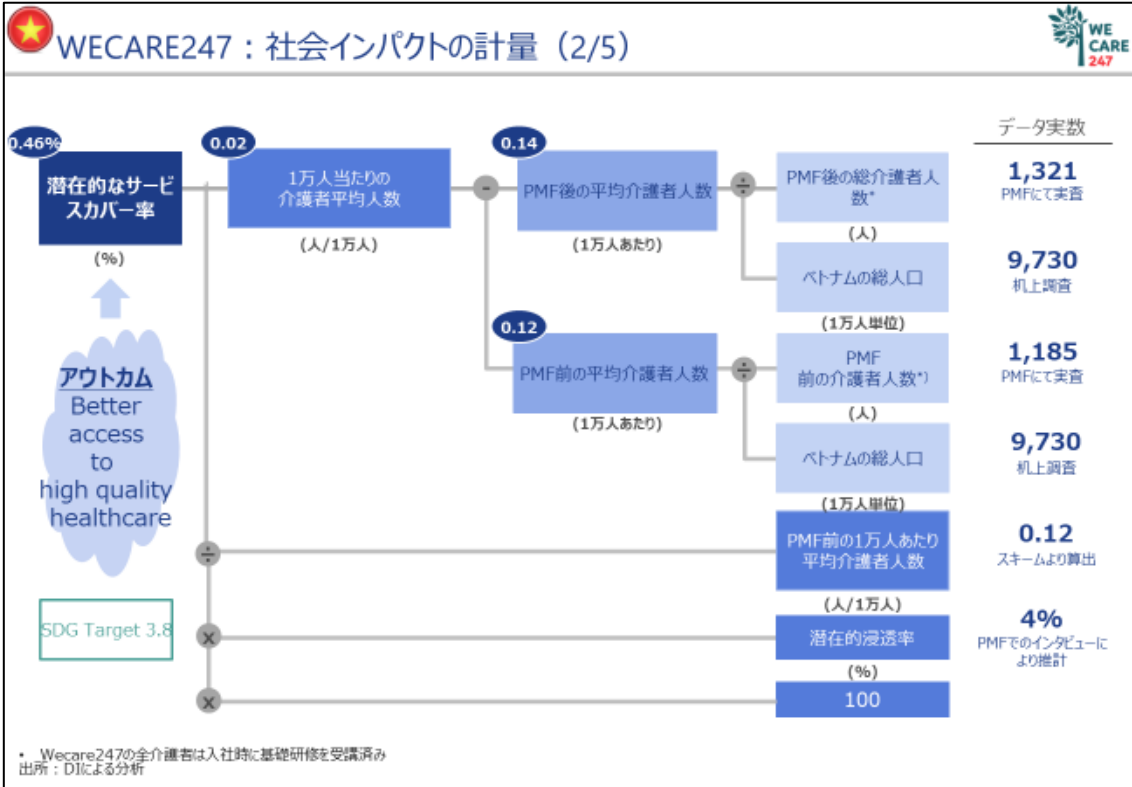 WECARE247：社会インパクトの計量（2/5）
WE
CARE
247
データ実数
0.46%
潜在的なサービ
スカバー率
(%)
0.02
1万人当たりの
介護者平均人数
(人/1万人)
-
0.14
PMF後の平均介護者人数
(1万人あたり)
÷
PMF後の総介護者人
数*
(人)
1,321
PMFにて実査
ベトナムの総人口
(1万人単位)
9,730
机上調査
0.12
PMF前の平均介護者人数
(1万人あたり)
÷
PMF
前の介護者人数*)
(人)
1,185
PMFにて実査
ベトナムの総人口
(1万人単位)
9,730
机上調査
アウトカム
Better
access
to
high quality
healthcare
÷
PMF前の1万人あたり
平均介護者人数
(人/1万人)
0.12
スキームより算出
SDG Target 3.8
x
潜在的浸透率
(%)
4%
PMFでのインタビューに
より推計
x
100
• Wecare247の全介護者は入社時に基礎研修を受講済み
出所：DIによる分析